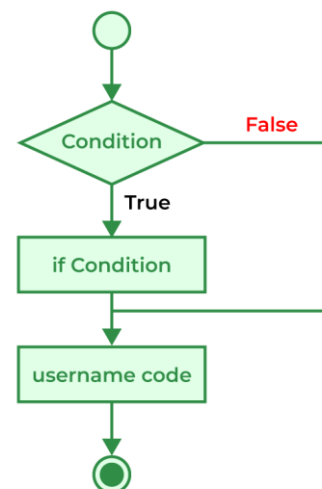 Condition
False
True
if Condition
username code